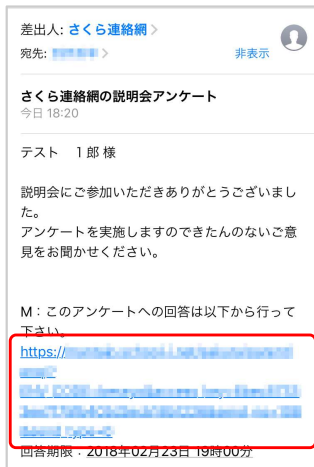 差出人: さくら連絡網
宛先:
非表示
さくら連絡網の説明会アンケート
今日 18:20
テスト　１郎 様
説明会にご参加いただきありがとうございまし
た。
アンケートを実施しますのできたんのないご意
見をお聞かせください。
M：このアンケートへの回答は以下から行って
下さい。
https://
回答期限：2018年02月23日 19時00分